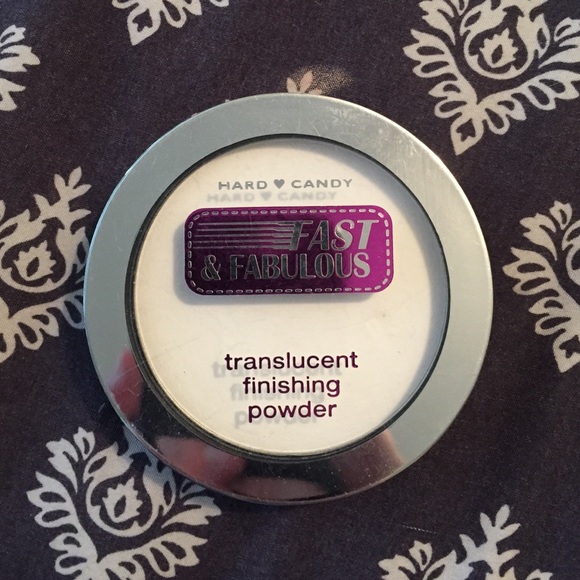 HARD ♥ CANDY
FAST
& FABULOUS
translucent
finishing
powder